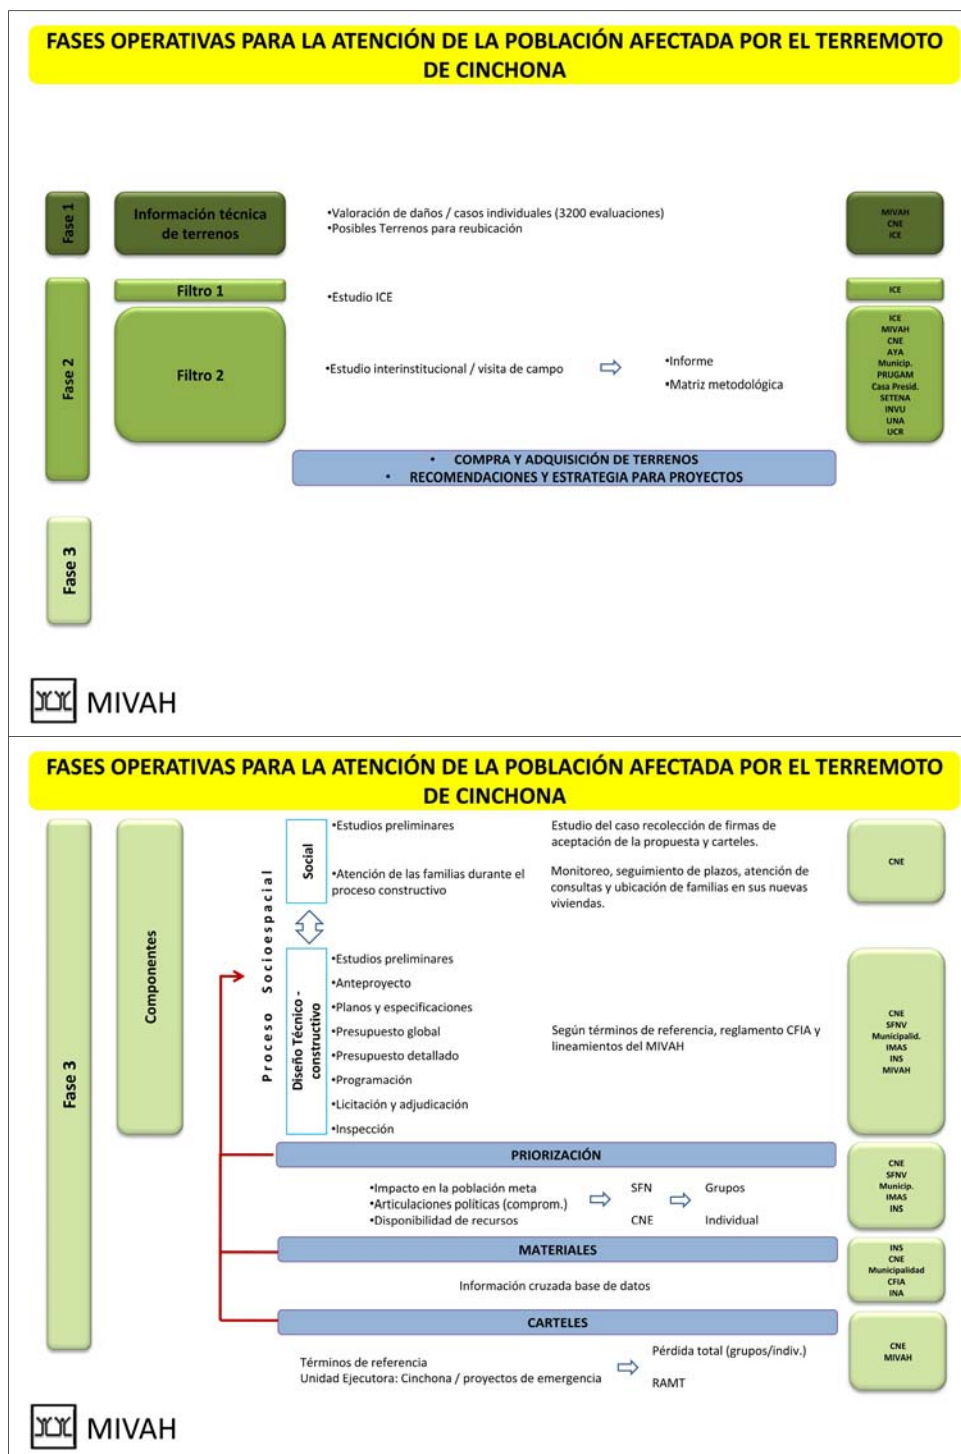 FASES OPERATIVAS PARA LA ATENCIÓN DE LA POBLACIÓN AFECTADA POR EL TERREMOTO
DE CINCHONA
Fase 1
Información técnica
de terrenos
•Valoración de daños / casos individuales (3200 evaluaciones)
•Posibles Terrenos para reubicación
MIVAH
CNE
ICE
Fase 2
Filtro 1
•Estudio ICE
ICE
Filtro 2
•Estudio interinstitucional / visita de campo
•Informe
•Matriz metodológica
ICE
MIVAH
CNE
AYA
Municip.
PRUGAM
Casa Presid.
SETENA
INVU
UNA
UCR
• COMPRA Y ADQUISICIÓN DE TERRENOS
• RECOMENDACIONES Y ESTRATEGIA PARA PROYECTOS
Fase 3
MIVAH
FASES OPERATIVAS PARA LA ATENCIÓN DE LA POBLACIÓN AFECTADA POR EL TERREMOTO
DE CINCHONA
Fase 3
Componentes
Proceso Socioespacial
Social
•Estudios preliminares
•Atención de las familias durante el
proceso constructivo
Estudio del caso recolección de firmas de
aceptación de la propuesta y carteles.
Monitoreo, seguimiento de plazos, atención de
consultas y ubicación de familias en sus nuevas
viviendas.
CNE
Diseño Técnico -
constructivo
•Estudios preliminares
•Anteproyecto
•Planos y especificaciones
•Presupuesto global
•Presupuesto detallado
•Programación
•Licitación y adjudicación
•Inspección
Según términos de referencia, reglamento CFIA y
lineamientos del MIVAH
CNE
SFNV
Municipalid.
IMAS
INS
MIVAH
PRIORIZACIÓN
•Impacto en la población meta
•Articulaciones políticas (comprom.)
•Disponibilidad de recursos
SFN
CNE
Grupos
Individual
CNE
SFNV
Municip.
IMAS
INS
MATERIALES
Información cruzada base de datos
INS
CNE
Municipalidad
CFIA
INA
CARTELES
Términos de referencia
Unidad Ejecutora: Cinchona / proyectos de emergencia
Pérdida total (grupos/indiv.)
RAMT
CNE
MIVAH
MIVAH